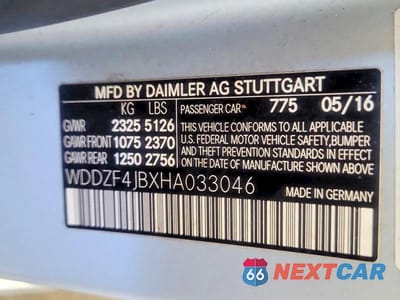 MFD BY DAIMLER AG STUTTGART
KG LBS PASSENGER CAR 775 05/16
GVWR 2325 5126 THIS VEHICLE CONFORMS TO ALL APPLICABLE
GAWR FRONT 1075 2370 U.S. FEDERAL MOTOR VEHICLE SAFETY, BUMPER
GAWR REAR 1250 2756 AND THEFT PREVENTION STANDARDS IN EFFECT
ON THE DATE OF MANUFACTURE SHOWN ABOVE.
WDDZF4JBXHA033046 MADE IN GERMANY
66 NEXTCAR